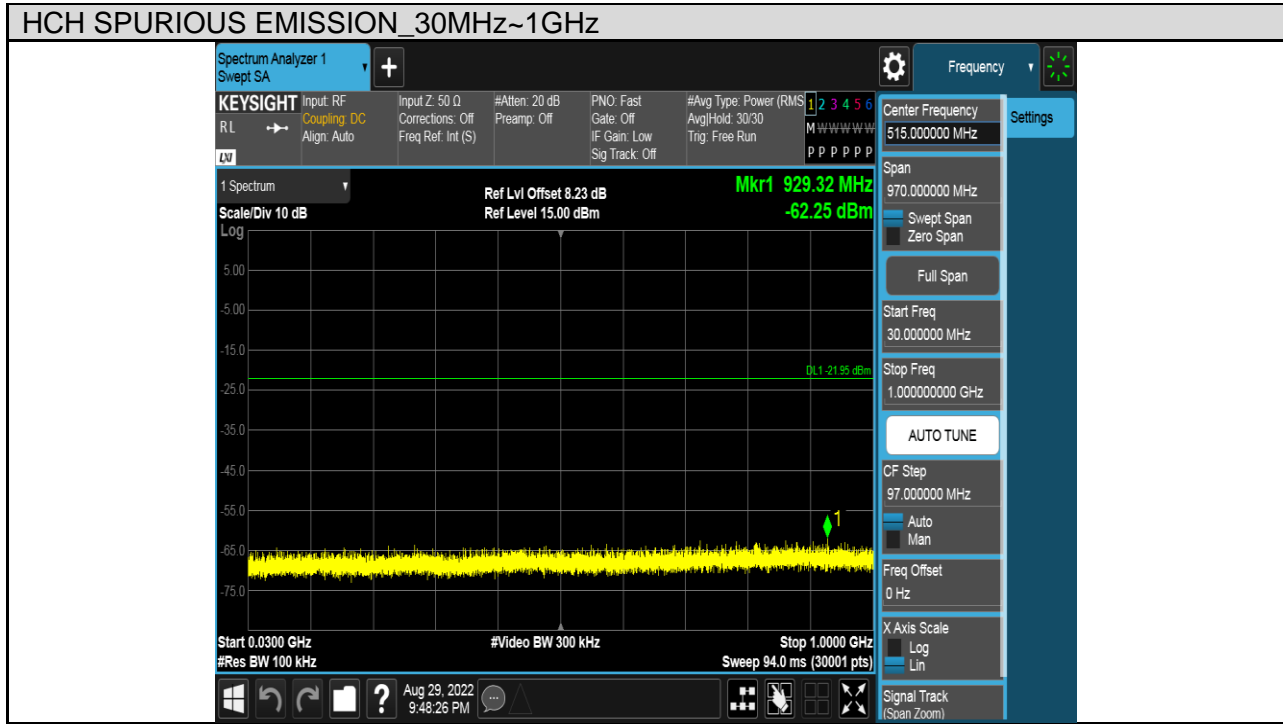 HCH SPURIOUS EMISSION_30MHz~1GHz
Spectrum Analyzer 1
Swept SA
Frequency
KEYSIGHT
RL
LXI
Input: RF
Coupling: DC
Align: Auto
Input Z: 50 Ω
Corrections: Off
Freq Ref: Int (S)
#Atten: 20 dB
Preamp: Off
PNO: Fast
Gate: Off
IF Gain: Low
Sig Track: Off
#Avg Type: Power (RMS
Avg|Hold: 30/30
Trig: Free Run
1 2 3 4 5 6
M W W W W W
P P P P P P
1 Spectrum
Scale/Div 10 dB
Log
Ref Lvl Offset 8.23 dB
Ref Level 15.00 dBm
Mkr1 929.32 MHz
-62.25 dBm
5.00
-5.00
-15.0
DL1 -21.95 dBm
-25.0
-35.0
-45.0
-55.0
1
-65.0
-75.0
Start 0.0300 GHz
#Res BW 100 kHz
#Video BW 300 kHz
Stop 1.0000 GHz
Sweep 94.0 ms (30001 pts)
Aug 29, 2022
9:48:26 PM
Center Frequency
515.000000 MHz
Settings
Span
970.000000 MHz
Swept Span
Zero Span
Full Span
Start Freq
30.000000 MHz
Stop Freq
1.000000000 GHz
AUTO TUNE
CF Step
97.000000 MHz
Auto
Man
Freq Offset
0 Hz
X Axis Scale
Log
Lin
Signal Track
(Span Zoom)